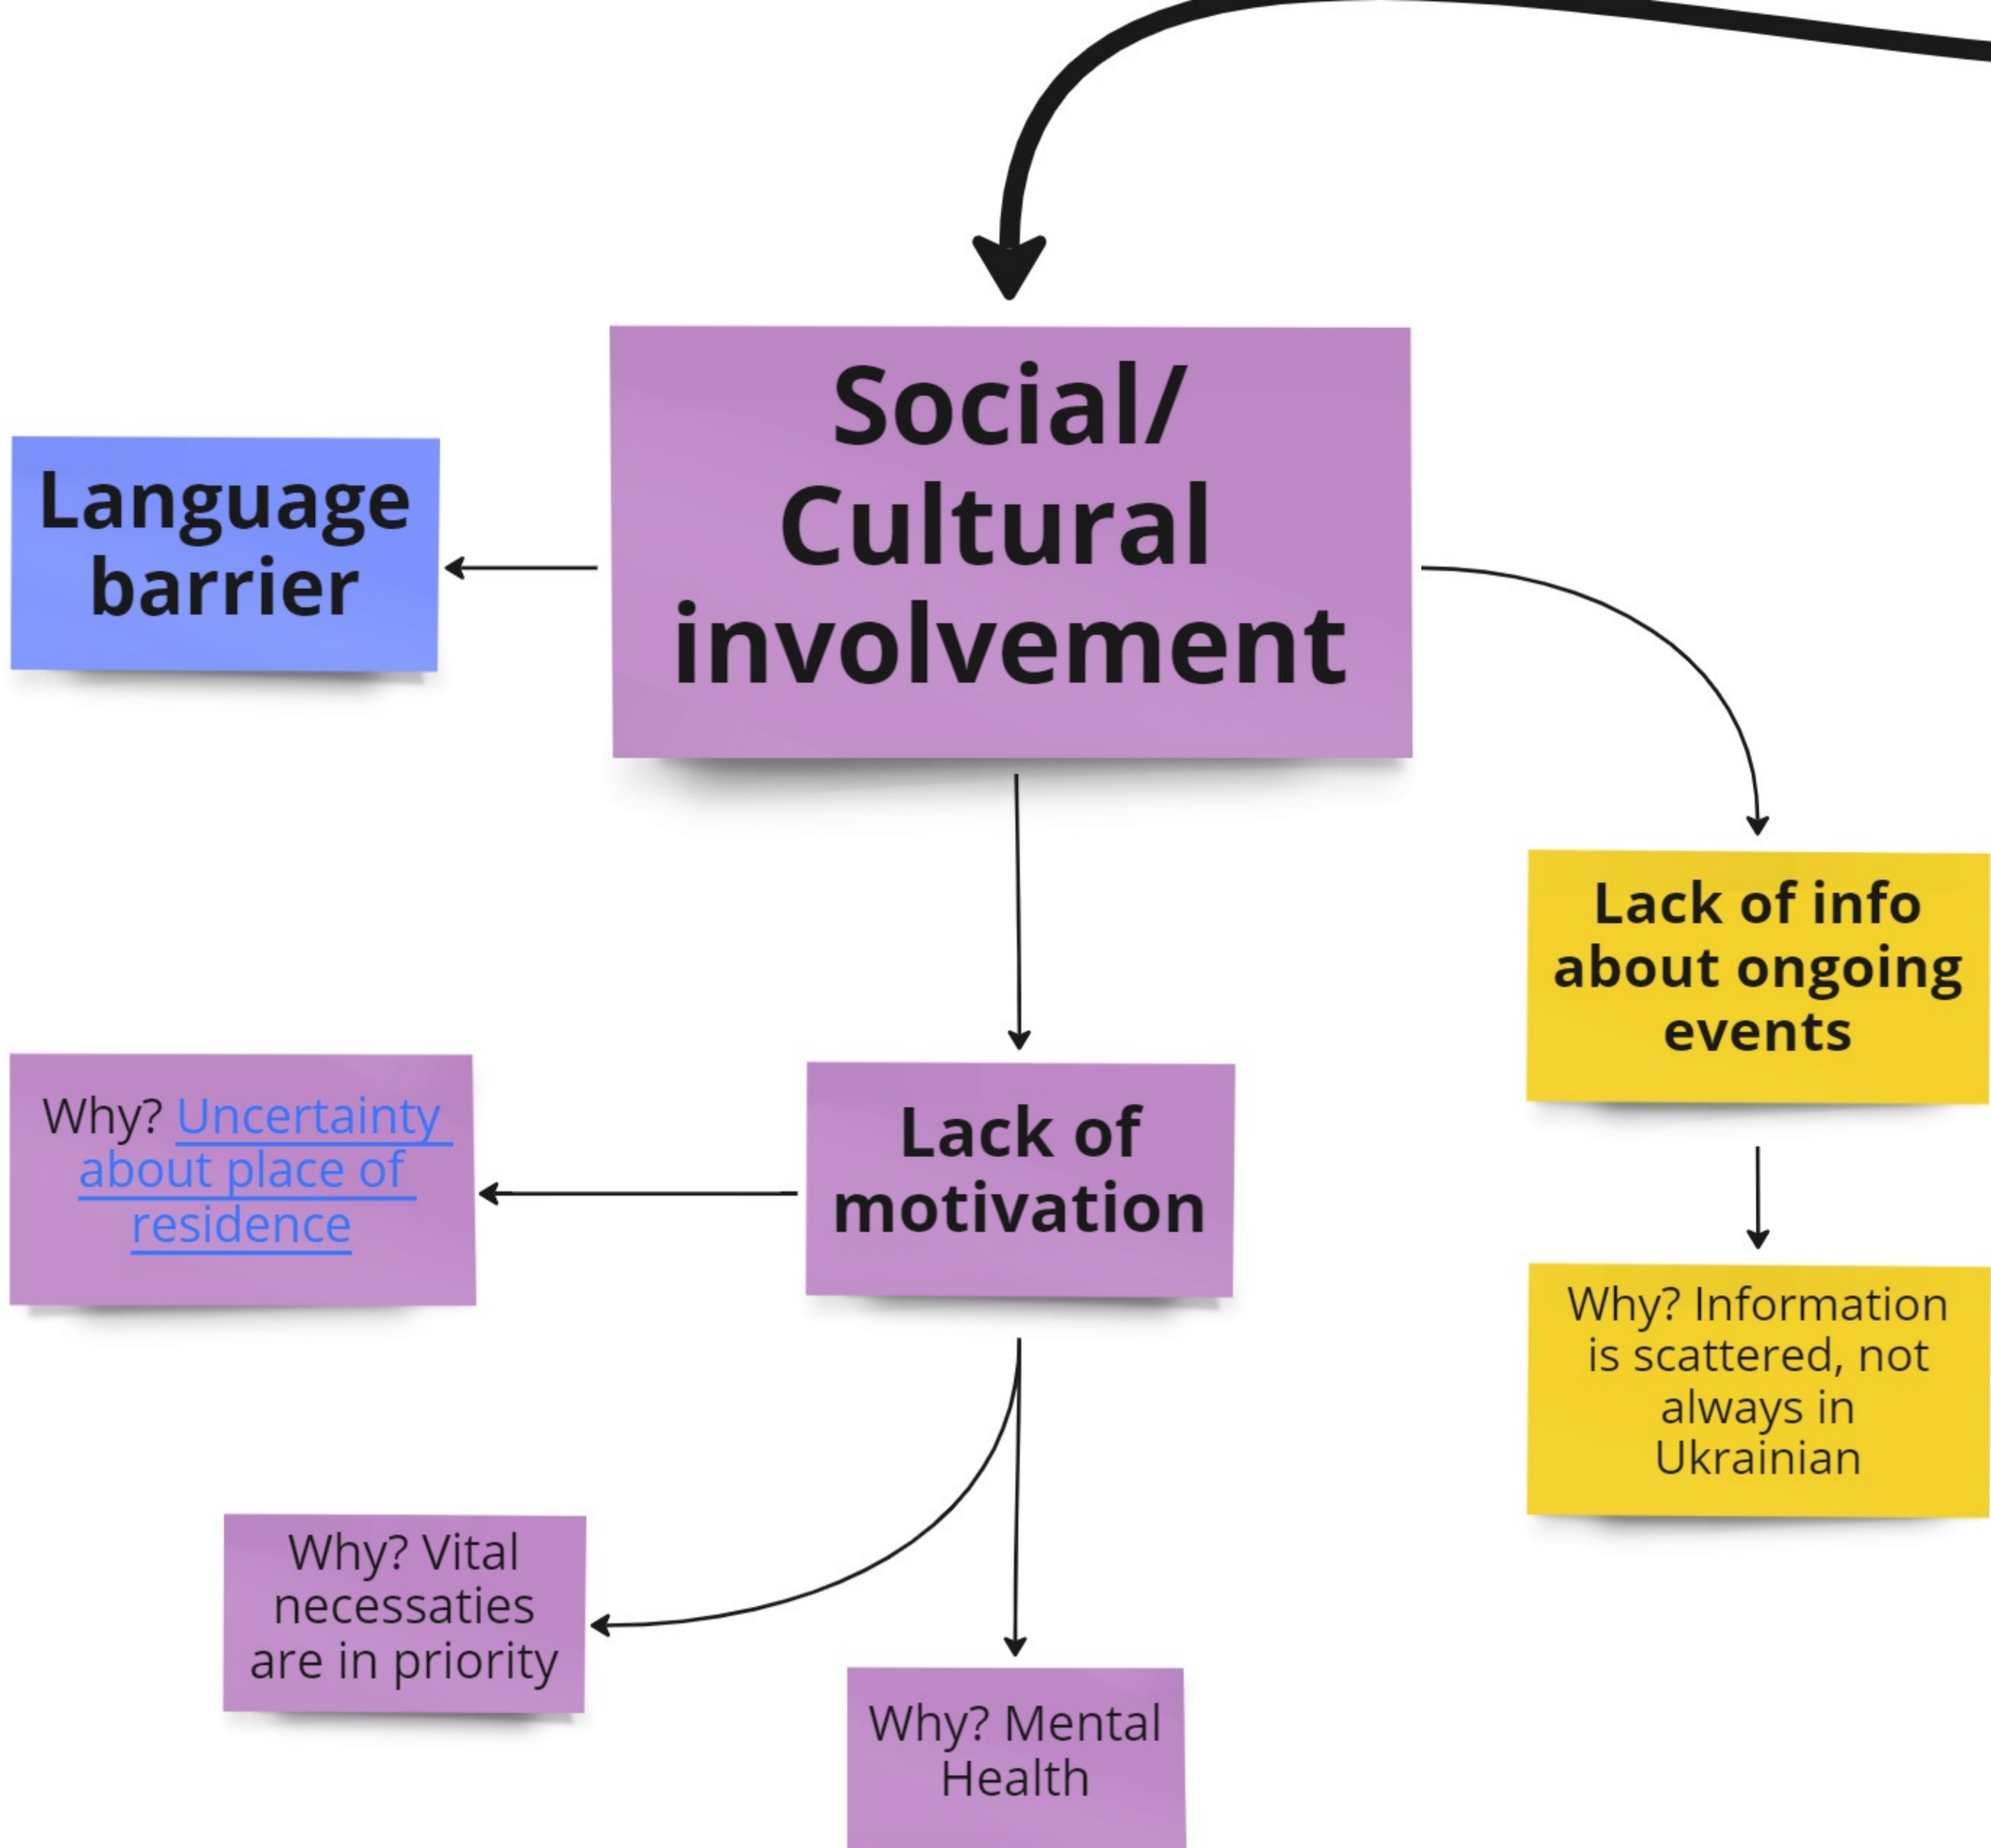 Social/
Cultural
involvement
Language
barrier
Lack of info
about ongoing
events
Lack of
motivation
Why? Uncertainty
about place of
residence
Why? Information
is scattered, not
always in
Ukrainian
Why? Vital
necessaties
are in priority
Why? Mental
Health